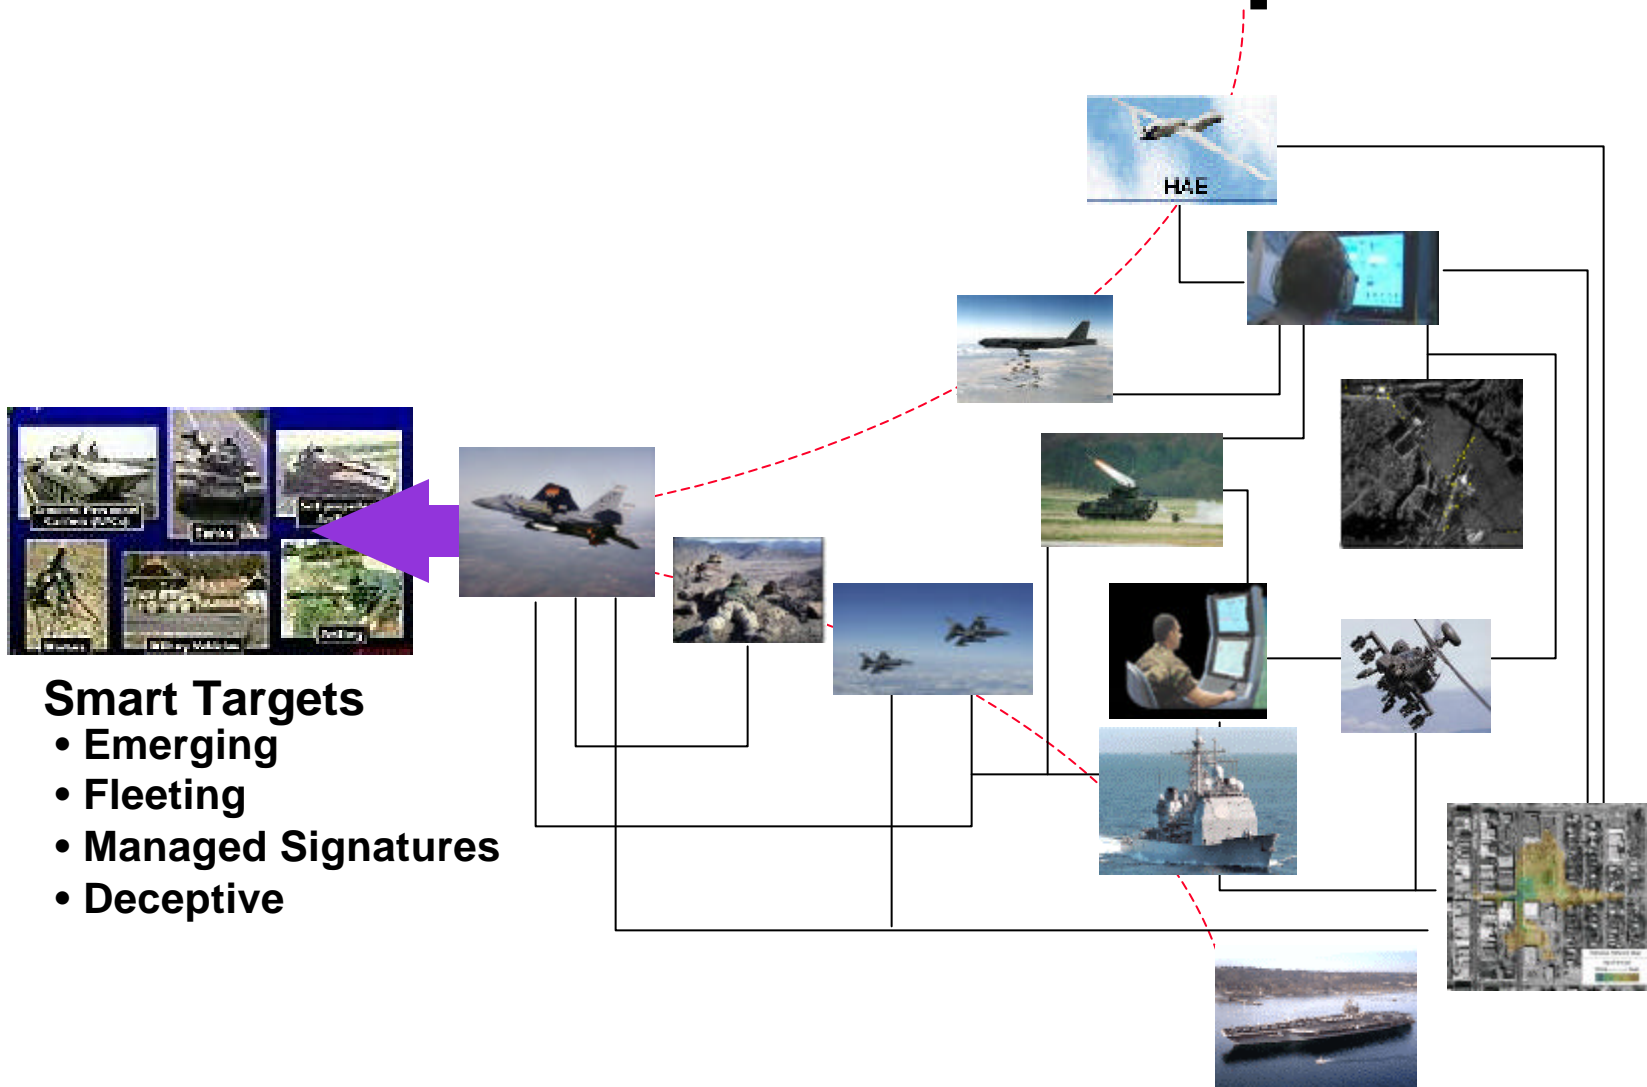 HAE
Tanks
Smart Targets
• Emerging
• Fleeting
• Managed Signatures
• Deceptive